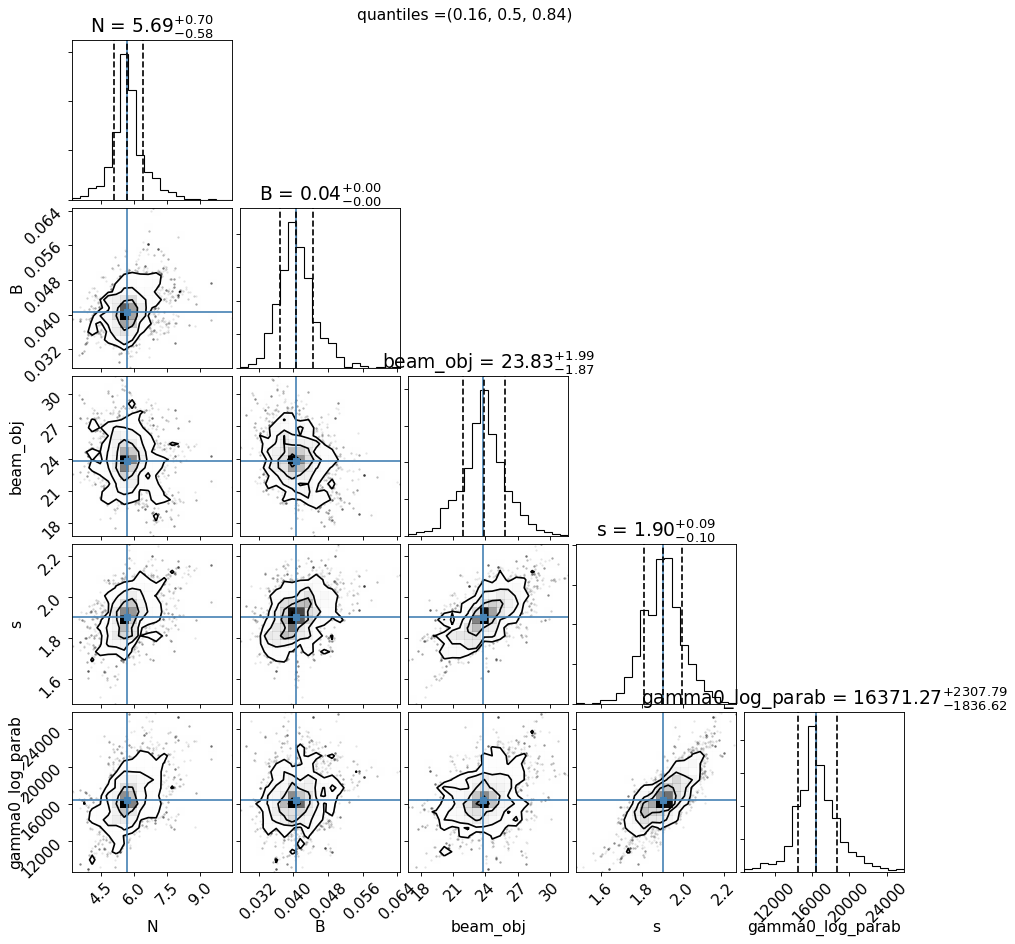 quantiles =(0.16, 0.5, 0.84)
N = 5.69+0.70 −0.58
B = 0.04+0.00 −0.00
0.064
0.056
0.048
0.040
0.032
B
beam_obj = 23.83+1.99 −1.87
30
27
24
21
18
beam_obj
s = 1.90+0.09 −0.10
2.2
2.0
1.8
1.6
s
gamma0_log_parab = 16371.27+2307.79 −1836.62
24000
20000
16000
12000
gamma0_log_parab
4.5 6.0 7.5 9.0
0.032 0.040 0.048 0.056 0.064
18 21 24 27 30
1.6 1.8 2.0 2.2
12000 16000 20000 24000
N B beam_obj s gamma0_log_parab